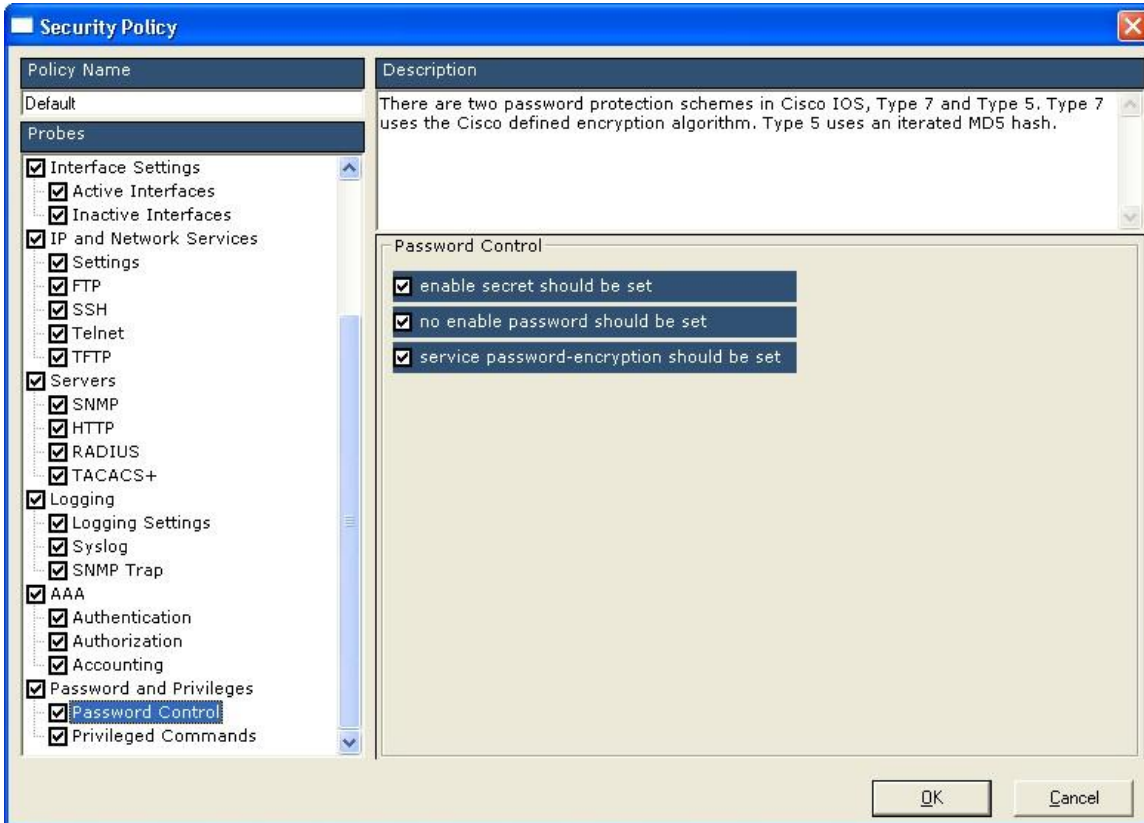 Security Policy
Policy Name
Default
Probes
Interface Settings
Active Interfaces
Inactive Interfaces
IP and Network Services
Settings
FTP
SSH
Telnet
TFTP
Servers
SNMP
HTTP
RADIUS
TACACS+
Logging
Logging Settings
Syslog
SNMP Trap
AAA
Authentication
Authorization
Accounting
Password and Privileges
Password Control
Privileged Commands
Description
There are two password protection schemes in Cisco IOS, Type 7 and Type 5. Type 7
uses the Cisco defined encryption algorithm. Type 5 uses an iterated MD5 hash.
Password Control
enable secret should be set
no enable password should be set
service password-encryption should be set
OK
Cancel